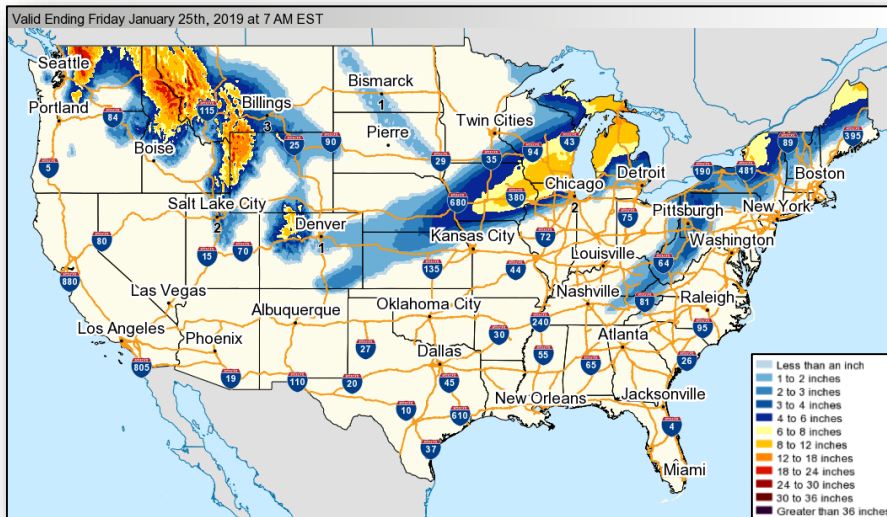 Valid Ending Friday January 25th, 2019 at 7 AM EST
Seattle
Portland
84
115
Billings
3
Bismarck
1
Pierre
Twin Cities
5
Boise
25
90
29
35
94
43
Chicago
2
Detroit
190
481
89
395
Boston
New York
Salt Lake City
2
Denver
1
680
380
Kansas City
75
Pittsburgh
Washington
80
15
70
135
44
72
Louisville
64
880
Las Vegas
Albuquerque
Oklahoma City
Nashville
81
Raleigh
Los Angeles
Phoenix
27
30
240
Atlanta
95
805
19
110
20
Dallas
45
55
65
26
10
610
New Orleans
Jacksonville
37
4
Miami
Less than an inch
1 to 2 inches
2 to 3 inches
3 to 4 inches
4 to 6 inches
6 to 8 inches
8 to 12 inches
12 to 18 inches
18 to 24 inches
24 to 30 inches
30 to 36 inches
Greater than 36 inches